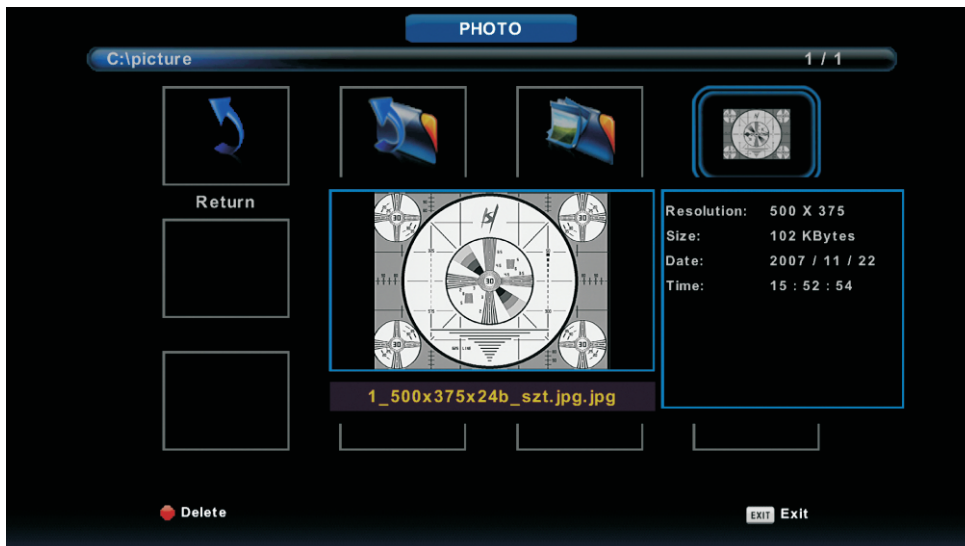 PHOTO
C:\picture
1 / 1
Return
Resolution: 500 X 375
Size: 102 KBytes
Date: 2007 / 11 / 22
Time: 15 : 52 : 54
1_500x375x24b_szt.jpg.jpg
Delete
EXIT Exit